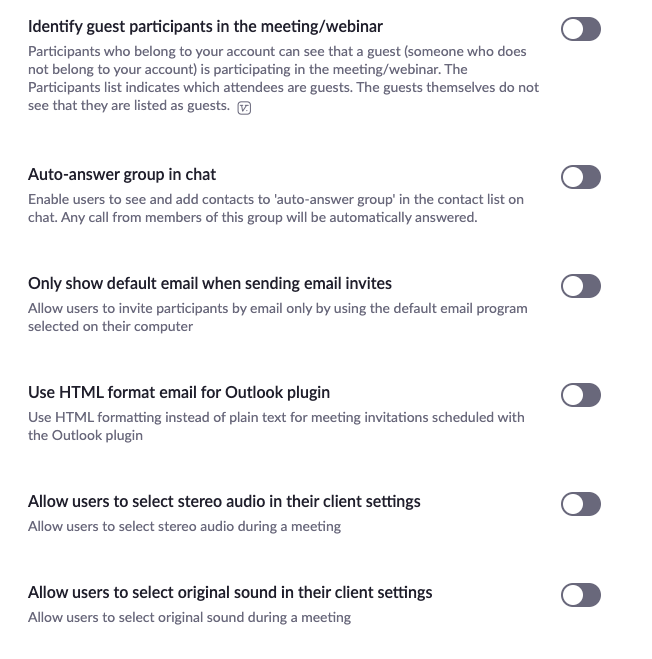 Identify guest participants in the meeting/webinar
Participants who belong to your account can see that a guest (someone who does
not belong to your account) is participating in the meeting/webinar. The
Participants list indicates which attendees are guests. The guests themselves do not
see that they are listed as guests.
Auto-answer group in chat
Enable users to see and add contacts to 'auto-answer group' in the contact list on
chat. Any call from members of this group will be automatically answered.
Only show default email when sending email invites
Allow users to invite participants by email only by using the default email program
selected on their computer
Use HTML format email for Outlook plugin
Use HTML formatting instead of plain text for meeting invitations scheduled with
the Outlook plugin
Allow users to select stereo audio in their client settings
Allow users to select stereo audio during a meeting
Allow users to select original sound in their client settings
Allow users to select original sound during a meeting